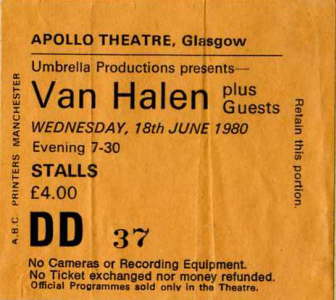 APOLLO THEATRE, Glasgow
Umbrella Productions presents—
Van Halen plus Guests
WEDNESDAY, 18th JUNE 1980
Evening 7-30
STALLS
£4.00
DD 37
No Cameras or Recording Equipment.
No Ticket exchanged nor money refunded.
Official Programmes sold only in the Theatre.
A.B.C PRINTERS MANCHESTER
Retain this portion.